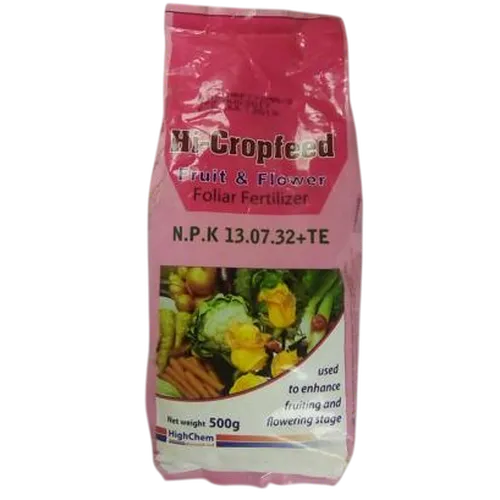 Hi-Cropfeed
Fruit & Flower
Foliar Fertilizer
N.P.K 13.07.32+TE
used
to enhance
fruiting and
flowering stage
Net weight 500g
HighChem